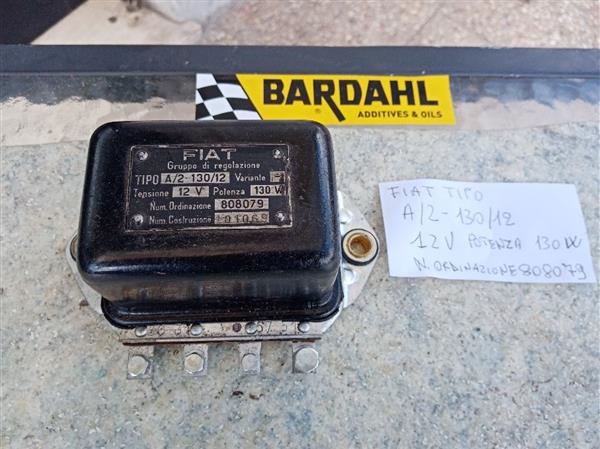 BARDAHL
ADDITIVES & OILS
FIAT
Gruppo di regolazione
TIPO A/2-130/12 Variante
Tensione 12 V Potenza 130 W
Num. Ordinazione 808079
Num. Costruzione
FIAT TIPO
A/2-130/12
12V POTENZA 130 W
N. ORDINAZIONE 808079